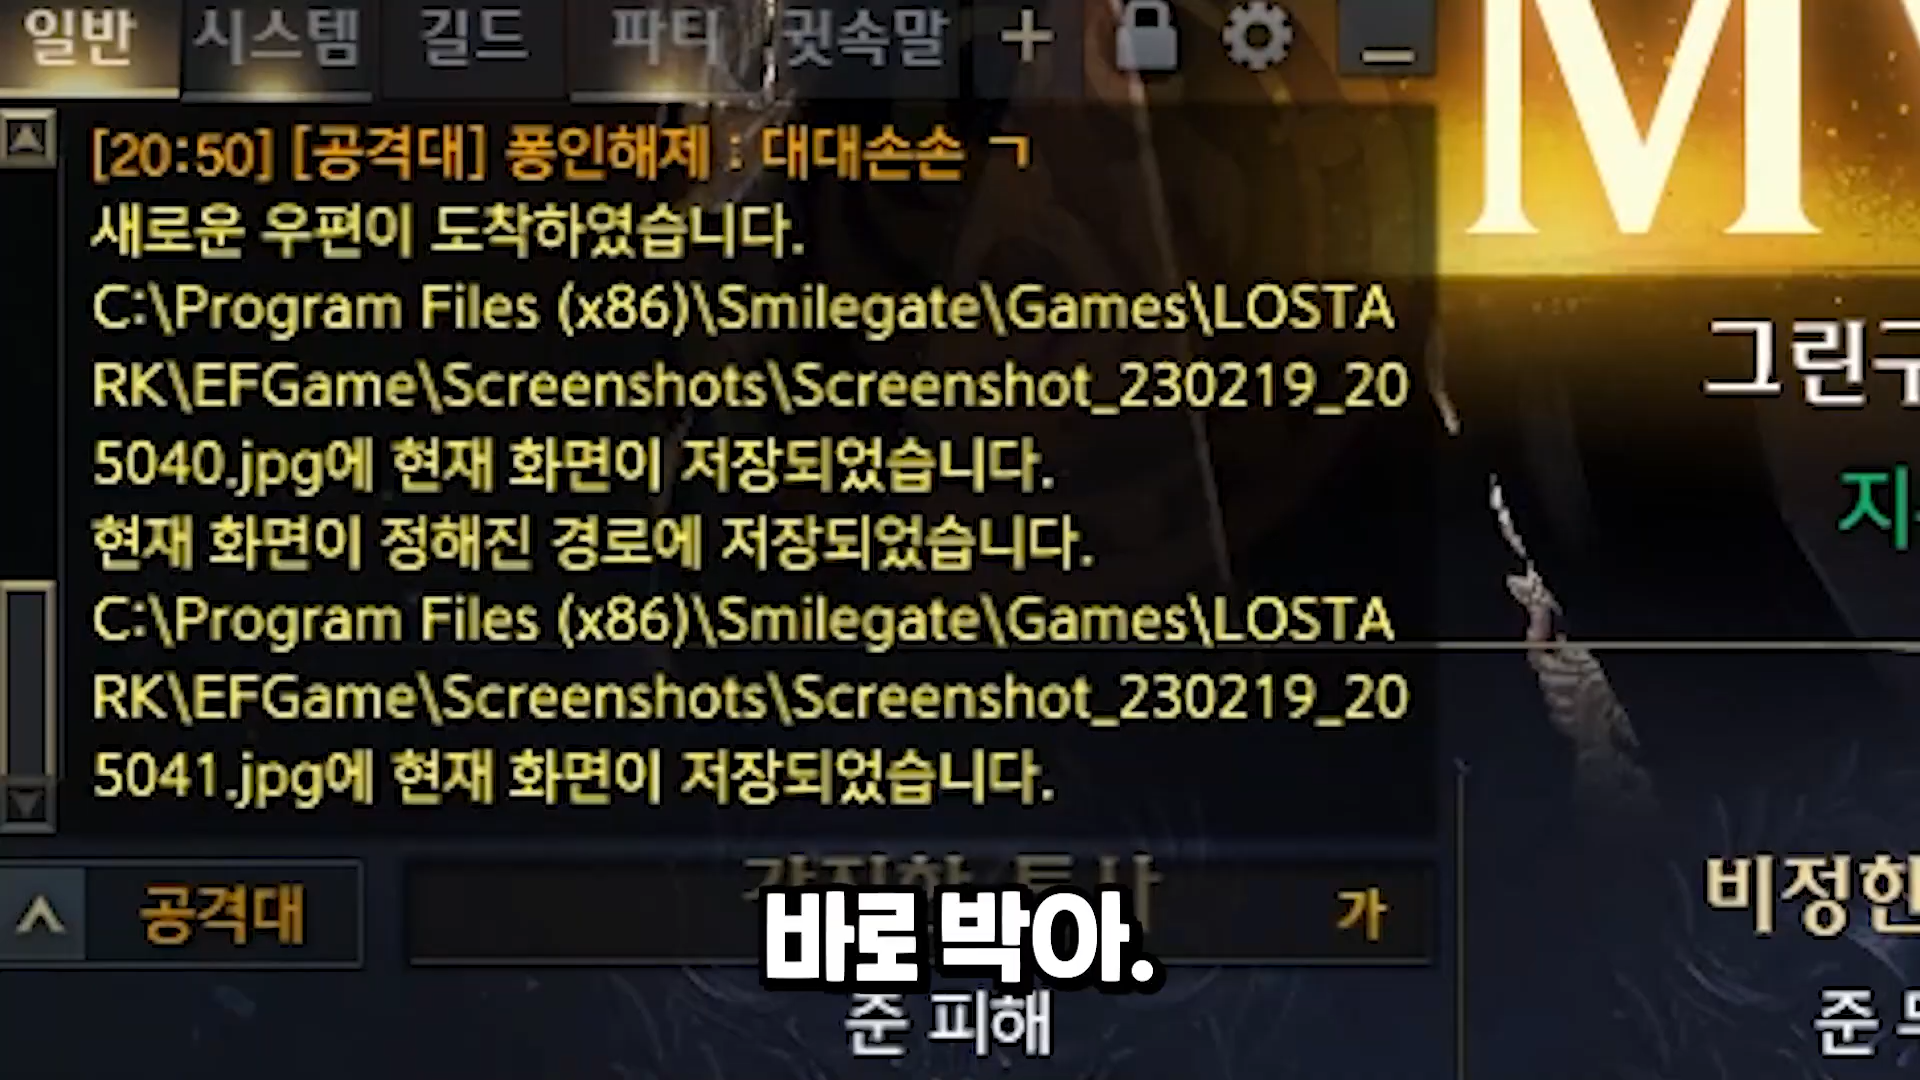 일반 시스템 길드 파티 귓속말 +
[20:50] [공격대] 퐁인해제 : 대대손손 ㄱ
새로운 우편이 도착하였습니다.
C:\Program Files (x86)\Smilegate\Games\LOSTA
RK\EFGame\Screenshots\Screenshot_230219_20
5040.jpg에 현재 화면이 저장되었습니다.
현재 화면이 정해진 경로에 저장되었습니다.
C:\Program Files (x86)\Smilegate\Games\LOSTA
RK\EFGame\Screenshots\Screenshot_230219_20
5041.jpg에 현재 화면이 저장되었습니다.
공격대
가
바로 박아.
준 피해
M
그린
비정한
준